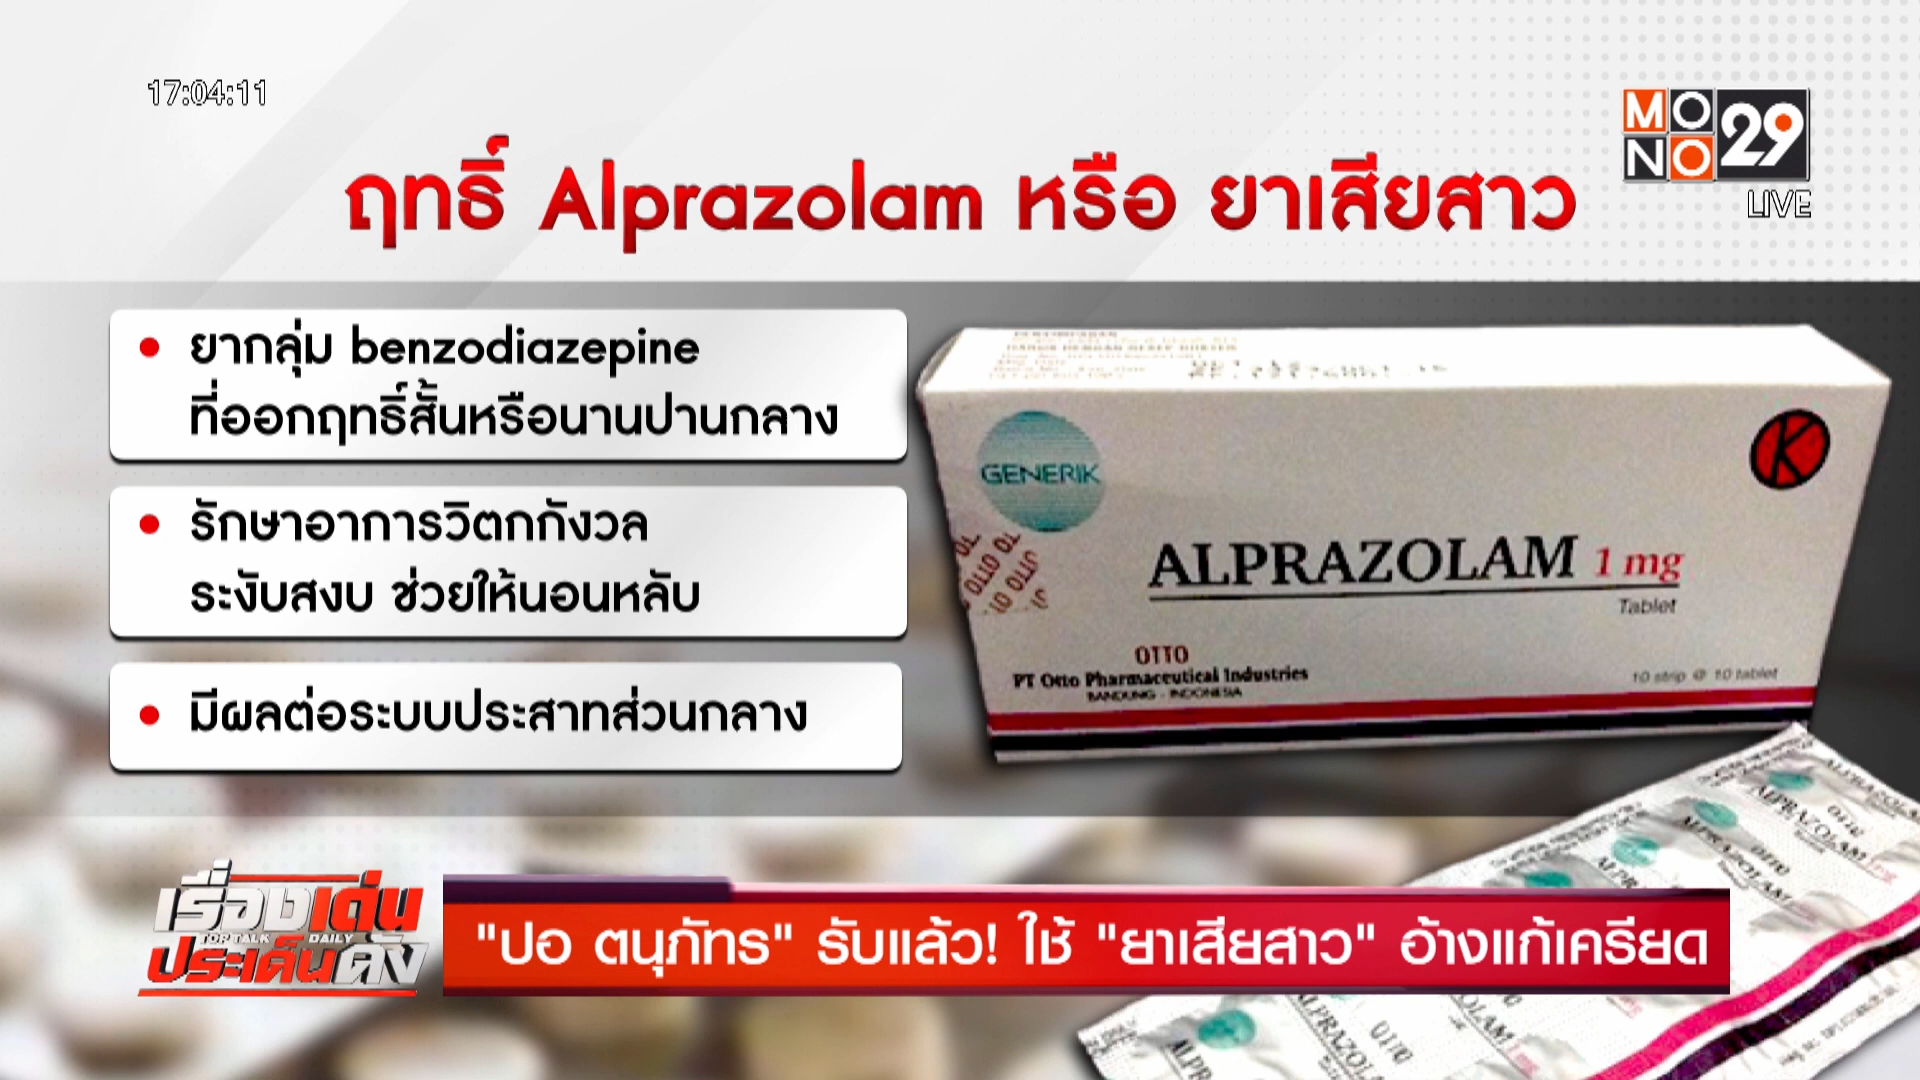 17:04:11
MONO 29
LIVE
ฤทธิ์ Alprazolam หรือ ยาเสียสาว
ยากลุ่ม benzodiazepine
ที่ออกฤทธิ์สั้นหรือนานปานกลาง
รักษาอาการวิตกกังวล
ระงับสงบ ช่วยให้นอนหลับ
มีผลต่อระบบประสาทส่วนกลาง
GENERIK
K
ALPRAZOLAM 1 mg
Tablet
OTTO
PT Otto Pharmaceutical Industries
BANDUNG - INDONESIA
10 strip @ 10 tablet
เรื่องเด่น
TOP TALK DAILY
ประเด็นดัง
"ปอ ตนุภัทร" รับแล้ว! ใช้ "ยาเสียสาว" อ้างแก้เครียด
ALPRAZOLAM
OTTO